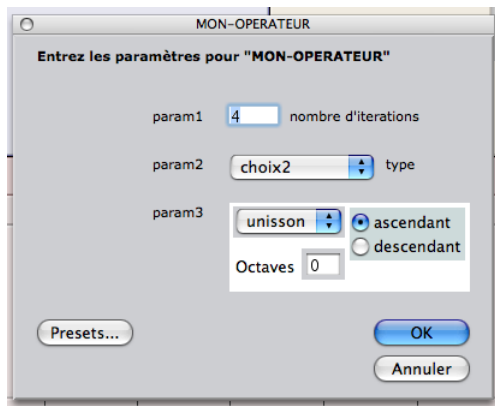 MON-OPERATEUR
Entrez les paramètres pour "MON-OPERATEUR"
param1 4 nombre d'iterations
param2 choix2 type
param3 unisson ascendant
descendant
Octaves 0
Presets... OK
Annuler